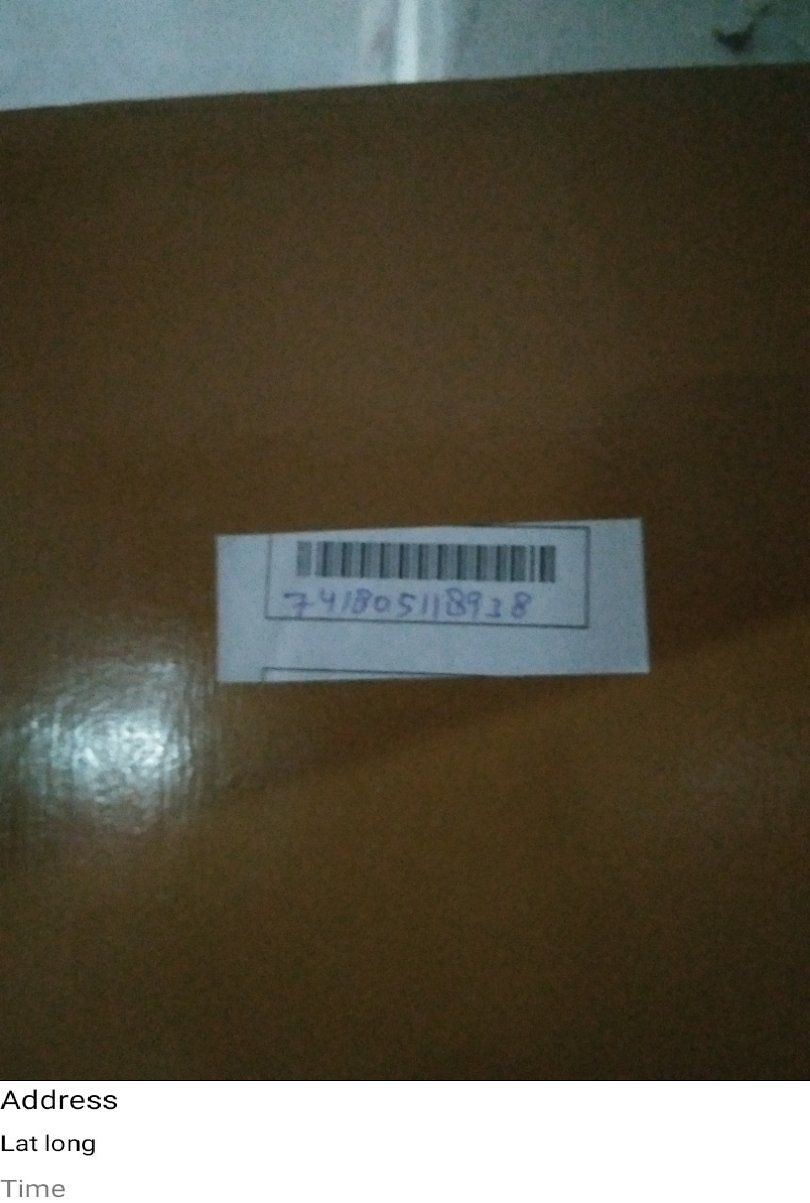 741805118938
Address
Lat long
Time